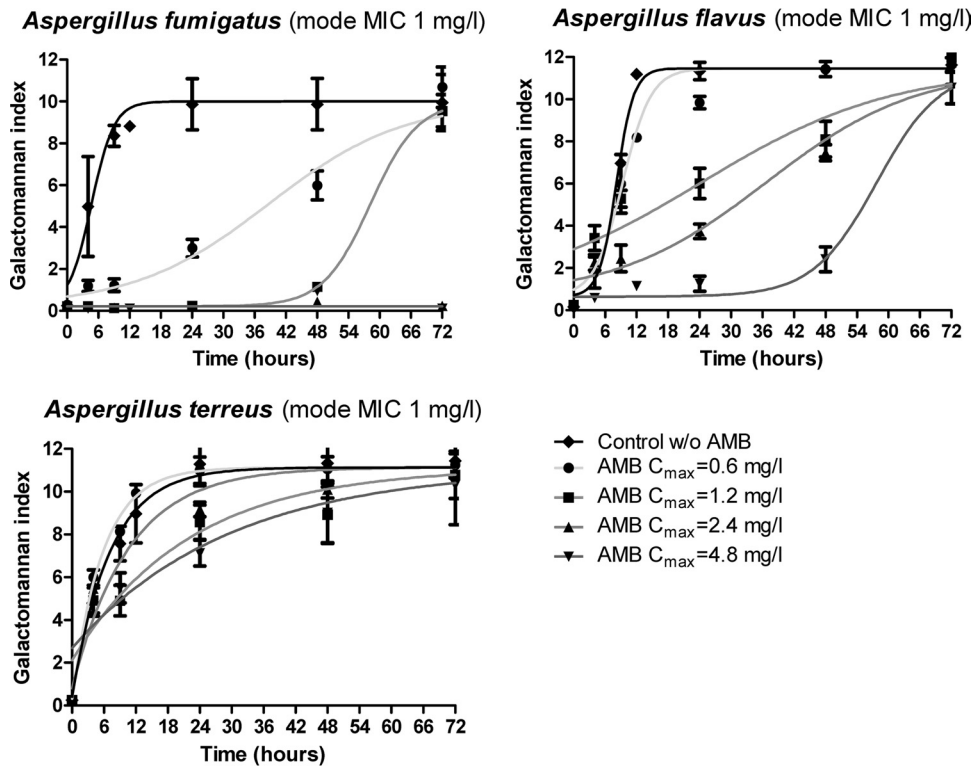 Aspergillus fumigatus (mode MIC 1 mg/l)
Galactomannan index
12
10
8
6
4
2
0
0 6 12 18 24 30 36 42 48 54 60 66 72
Time (hours)
Aspergillus flavus (mode MIC 1 mg/l)
Galactomannan index
12
10
8
6
4
2
0
0 6 12 18 24 30 36 42 48 54 60 66 72
Time (hours)
Aspergillus terreus (mode MIC 1 mg/l)
Galactomannan index
12
10
8
6
4
2
0
0 6 12 18 24 30 36 42 48 54 60 66 72
Time (hours)
Control w/o AMB
AMB Cmax=0.6 mg/l
AMB Cmax=1.2 mg/l
AMB Cmax=2.4 mg/l
AMB Cmax=4.8 mg/l